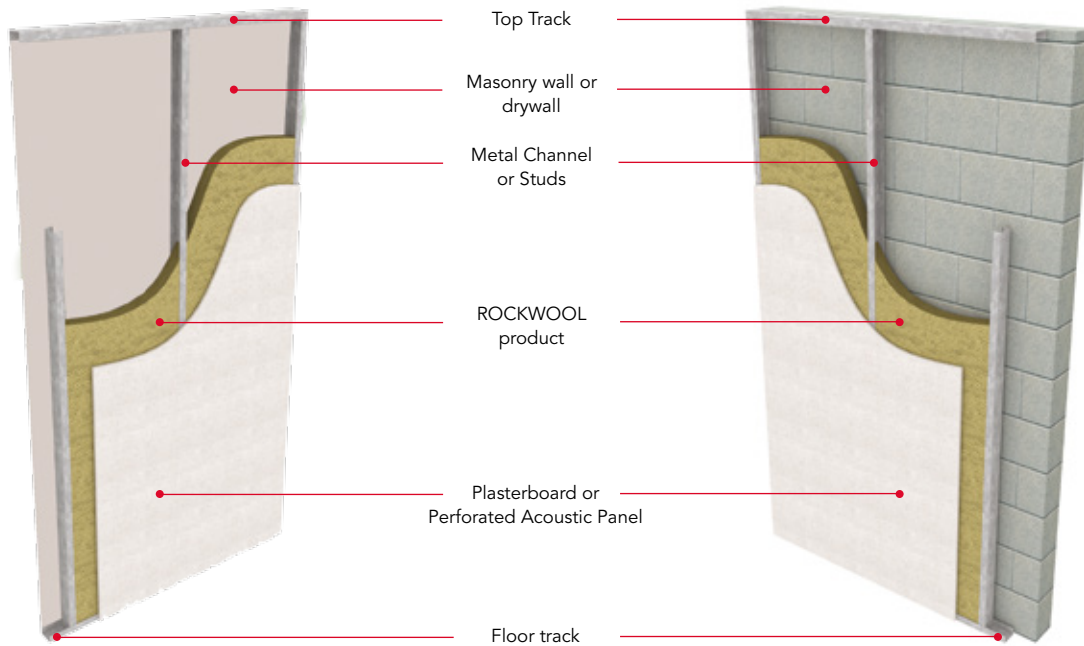 Top Track
Masonry wall or
drywall
Metal Channel
or Studs
ROCKWOOL
product
Plasterboard or
Perforated Acoustic Panel
Floor track